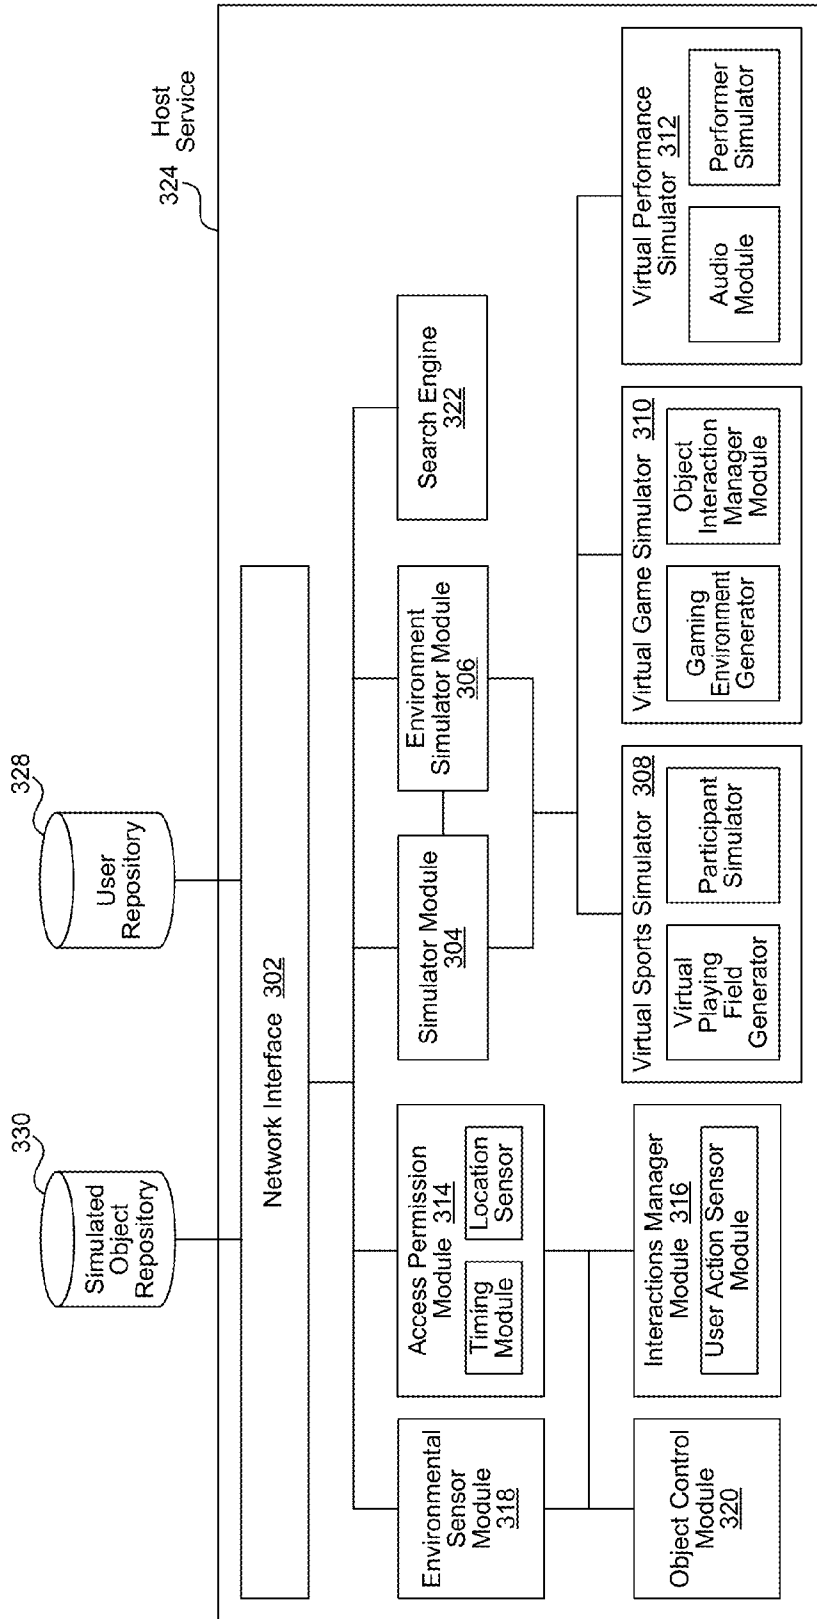 324
Host
Service
330
Simulated
Object
Repository
328
User
Repository
Network Interface 302
Environmental
Sensor
Module
318
Access Permission
Module 314
Timing
Module
Location
Sensor
Simulator Module
304
Environment
Simulator Module
306
Search Engine
322
Object Control
Module
320
Interactions Manager
Module 316
User Action Sensor
Module
Virtual Sports Simulator 308
Virtual
Playing
Field
Generator
Participant
Simulator
Virtual Game Simulator 310
Gaming
Environment
Generator
Object
Interaction
Manager
Module
Virtual Performance
Simulator 312
Audio
Module
Performer
Simulator